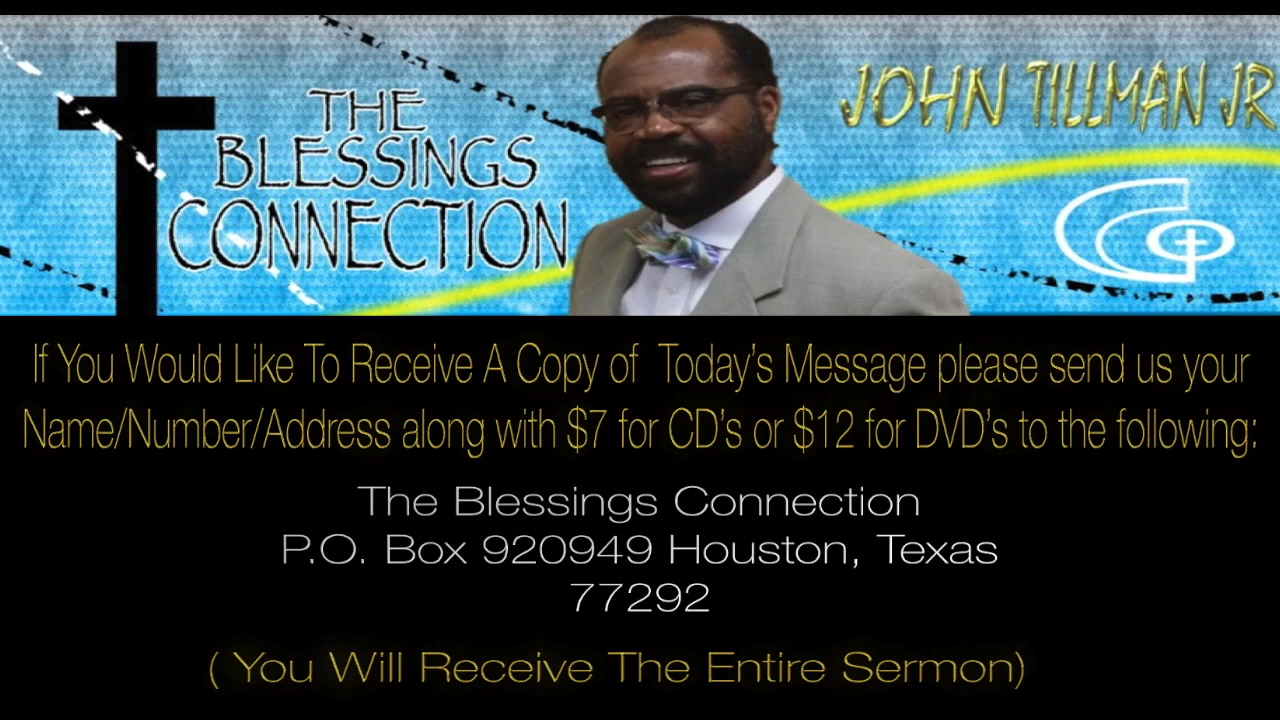 THE
BLESSINGS
CONNECTION
JOHN TILLMAN JR
If You Would Like To Receive A Copy of Today's Message please send us your
Name/Number/Address along with $7 for CD's or $12 for DVD's to the following:
The Blessings Connection
P.O. Box 920949 Houston, Texas
77292
( You Will Receive The Entire Sermon)